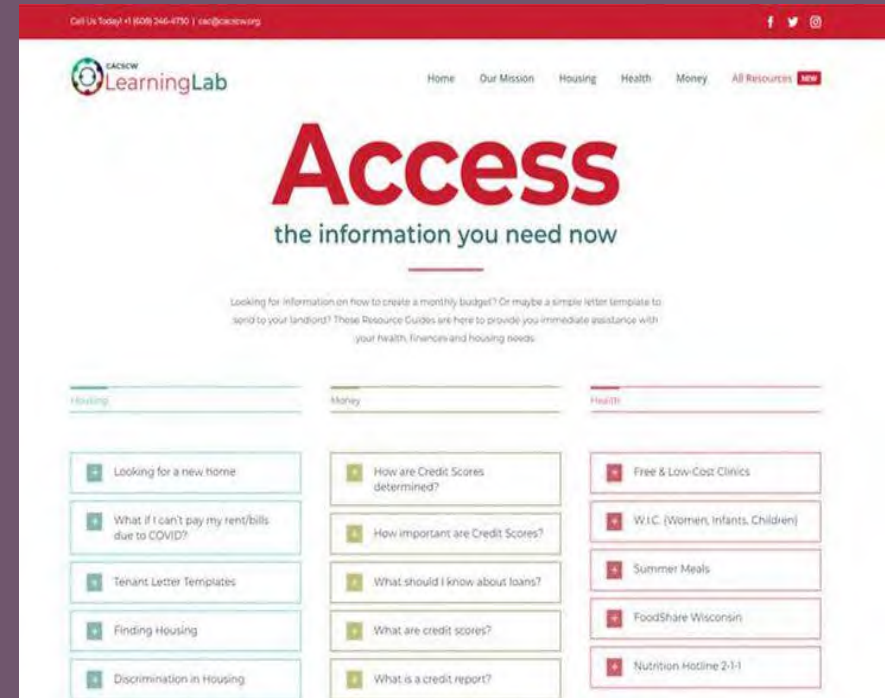 Call Us Today! +1 (608) 246-4730 | cac@cacscw.org
CACSCW
LearningLab
Home Our Mission Housing Health Money All Resources NEW
Access
the information you need now
Looking for information on how to create a monthly budget? Or maybe a simple letter template to
send to your landlord? These Resource Guides are here to provide you immediate assistance with
your health, finances and housing needs.
Housing
Money
Health
Looking for a new home
What if I can't pay my rent/bills
due to COVID?
Tenant Letter Templates
Finding Housing
Discrimination in Housing
How are Credit Scores
determined?
How important are Credit Scores?
What should I know about loans?
What are credit scores?
What is a credit report?
Free & Low-Cost Clinics
W.I.C. (Women, Infants, Children)
Summer Meals
FoodShare Wisconsin
Nutrition Hotline 2-1-1